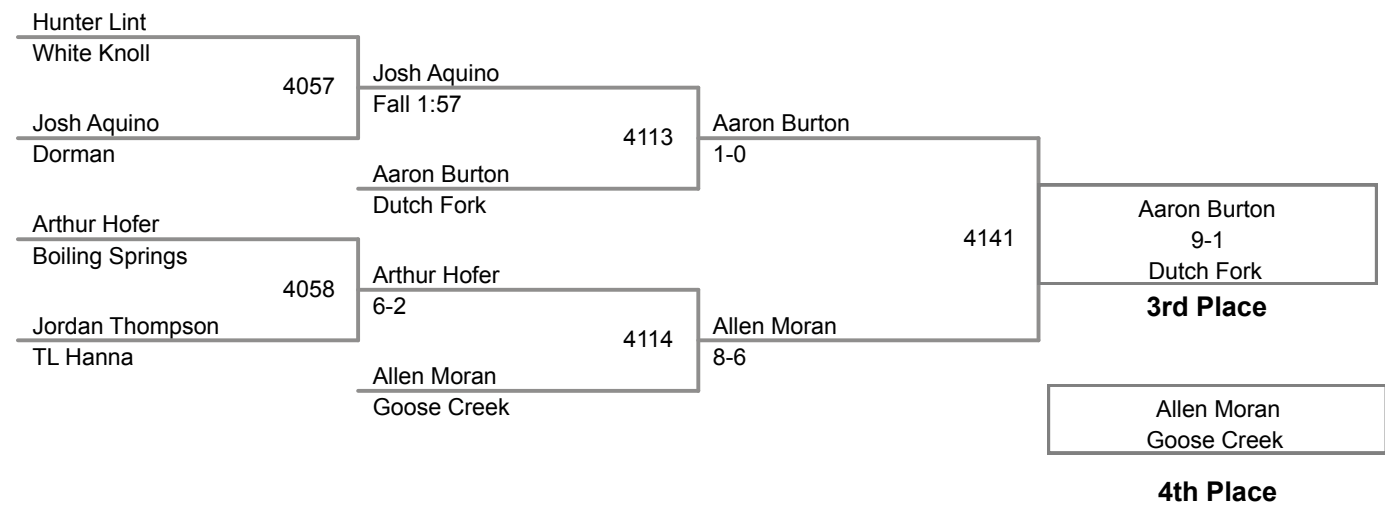 Hunter Lint
White Knoll
4057
Josh Aquino
Dorman
Josh Aquino
Fall 1:57
4113
Aaron Burton
Dutch Fork
Aaron Burton
1-0
Arthur Hofer
Boiling Springs
4058
Jordan Thompson
TL Hanna
Arthur Hofer
6-2
4114
Allen Moran
Goose Creek
Allen Moran
8-6
4141
Aaron Burton
9-1
Dutch Fork
3rd Place
Allen Moran
Goose Creek
4th Place